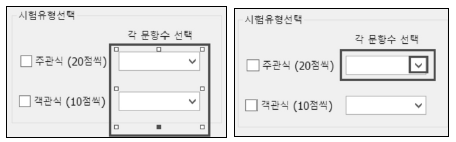 시험유형선택
각 문항수 선택
주관식 (20점씩)
객관식 (10점씩)
시험유형선택
각 문항수 선택
주관식 (20점씩)
객관식 (10점씩)